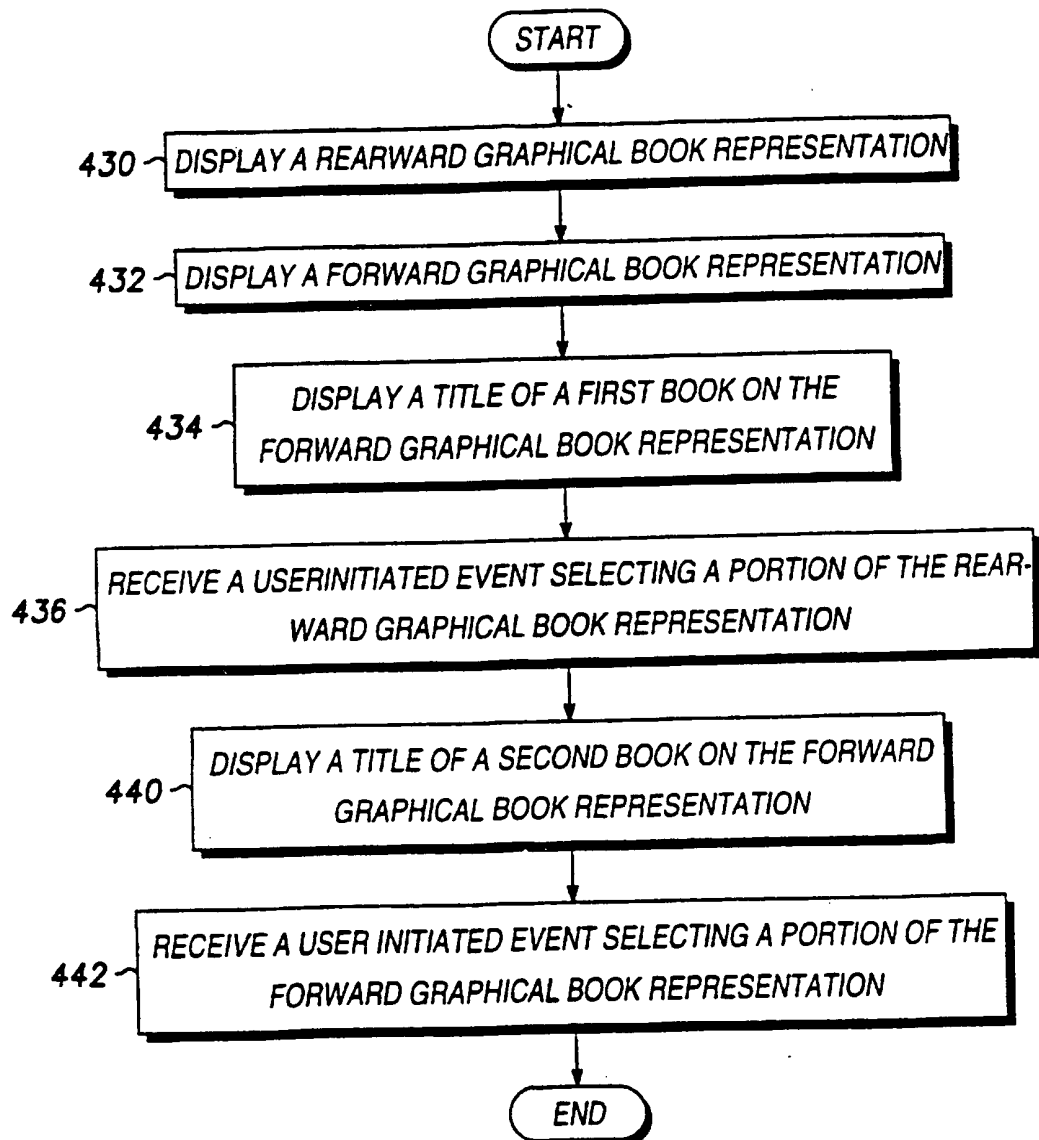 START
430 DISPLAY A REARWARD GRAPHICAL BOOK REPRESENTATION
432 DISPLAY A FORWARD GRAPHICAL BOOK REPRESENTATION
434 DISPLAY A TITLE OF A FIRST BOOK ON THE
FORWARD GRAPHICAL BOOK REPRESENTATION
436 RECEIVE A USERINITIATED EVENT SELECTING A PORTION OF THE REAR-
WARD GRAPHICAL BOOK REPRESENTATION
440 DISPLAY A TITLE OF A SECOND BOOK ON THE FORWARD
GRAPHICAL BOOK REPRESENTATION
442 RECEIVE A USER INITIATED EVENT SELECTING A PORTION OF THE
FORWARD GRAPHICAL BOOK REPRESENTATION
END